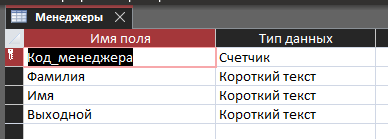 Менеджеры
Имя поля Тип данных
Код_менеджера Счетчик
Фамилия Короткий текст
Имя Короткий текст
Выходной Короткий текст